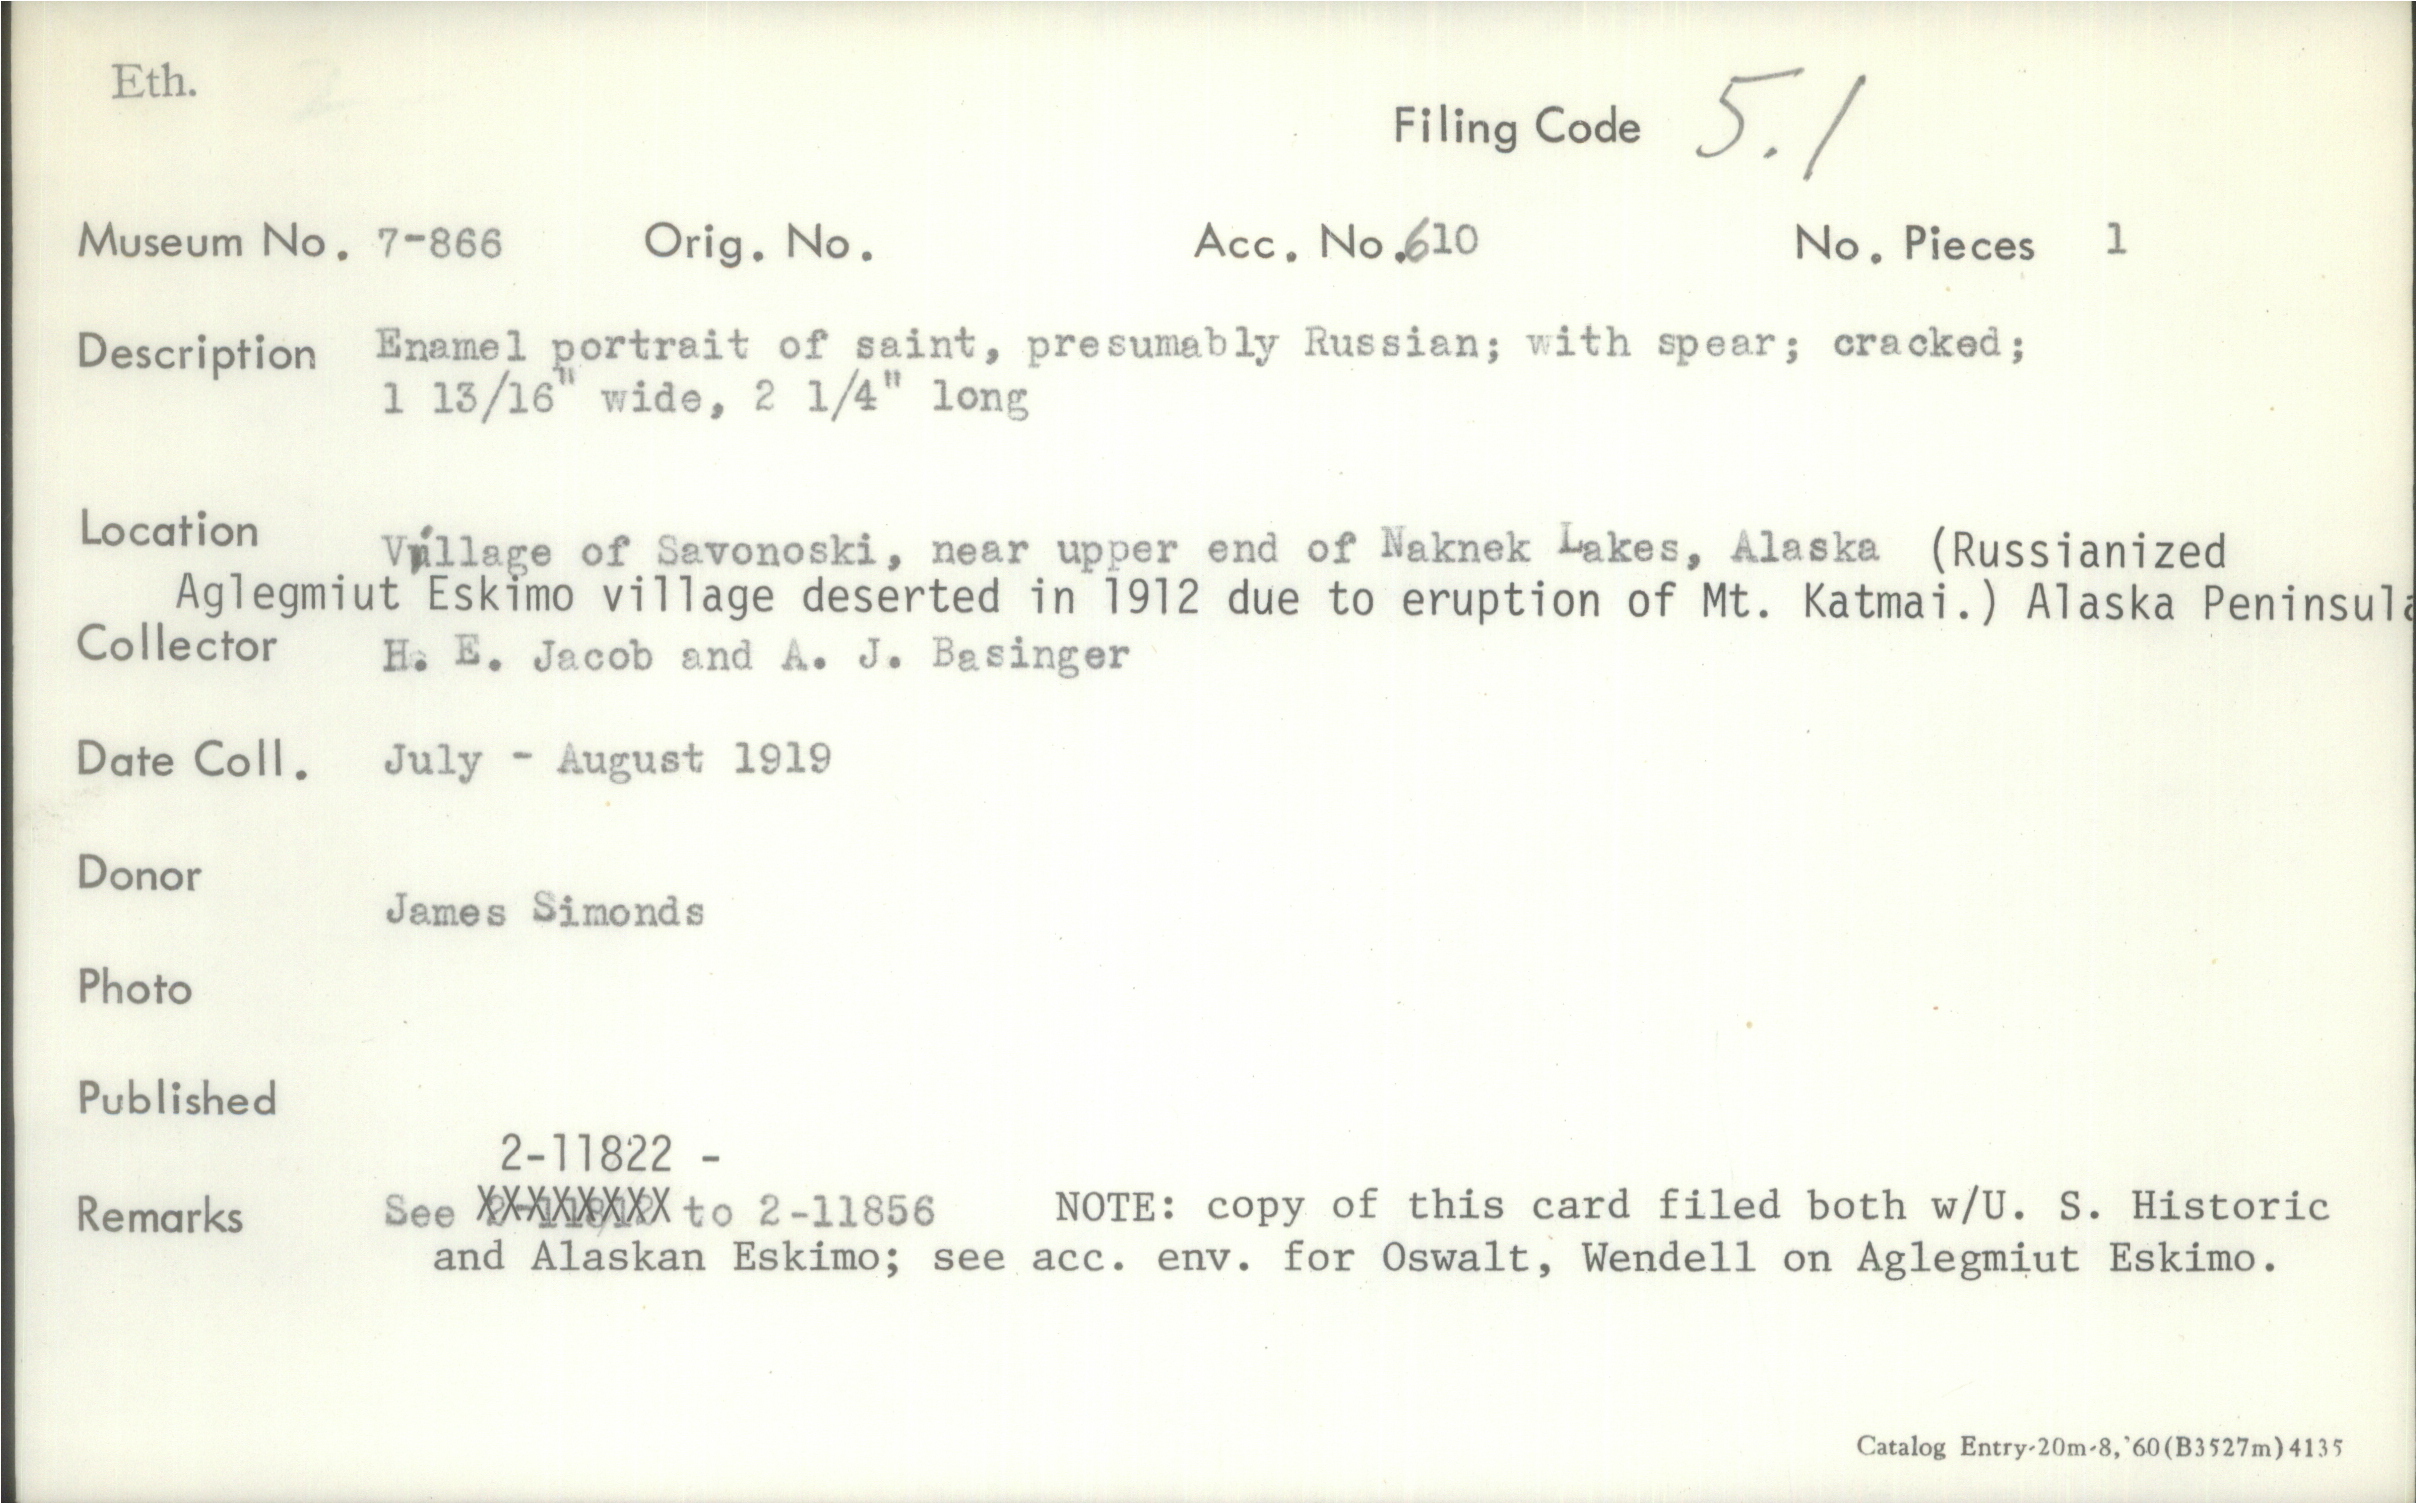 Eth.
Filing Code 5.1
Museum No. 7-866 Orig. No. Acc. No. 610 No. Pieces 1
Description Enamel portrait of saint, presumably Russian; with spear; cracked;
1 13/16" wide, 2 1/4" long
Location Village of Savonoski, near upper end of Naknek Lakes, Alaska (Russianized
Aglegmiut Eskimo village deserted in 1912 due to eruption of Mt. Katmai.) Alaska Peninsula
Collector H. E. Jacob and A. J. Basinger
Date Coll. July - August 1919
Donor
James Simonds
Photo
Published
2-11822 -
Remarks See XXXXXXXX to 2-11856 NOTE: copy of this card filed both w/U. S. Historic
and Alaskan Eskimo; see acc. env. for Oswalt, Wendell on Aglegmiut Eskimo.
Catalog Entry-20m-8,'60(B3527m)4135